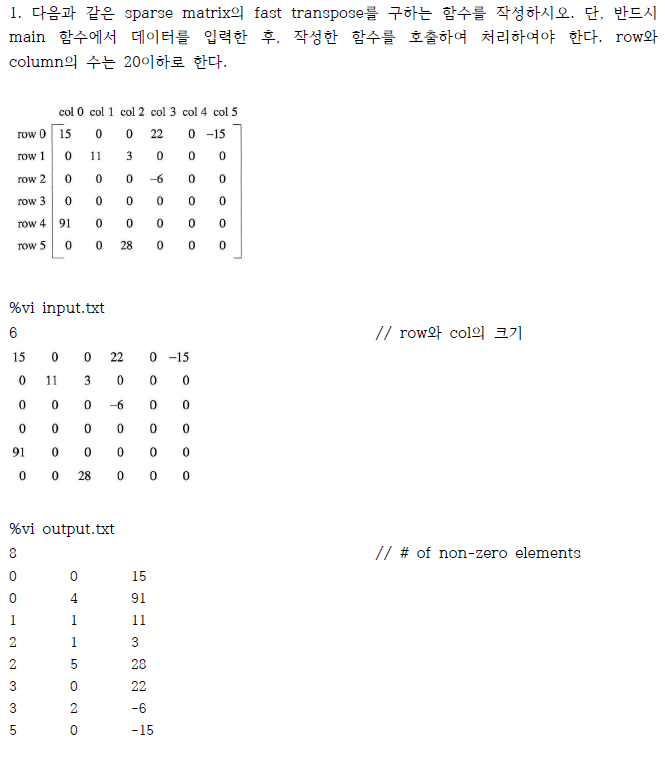 1. 다음과 같은 sparse matrix의 fast transpose를 구하는 함수를 작성하시오. 단, 반드시
main 함수에서 데이터를 입력한 후, 작성한 함수를 호출하여 처리하여야 한다. row와
column의 수는 20이하로 한다.
col 0 col 1 col 2 col 3 col 4 col 5
row 0 15 0 0 22 0 −15
row 1 0 11 3 0 0 0
row 2 0 0 0 −6 0 0
row 3 0 0 0 0 0 0
row 4 91 0 0 0 0 0
row 5 0 0 28 0 0 0
%vi input.txt
6 // row와 col의 크기
15 0 0 22 0 −15
0 11 3 0 0 0
0 0 0 −6 0 0
0 0 0 0 0 0
91 0 0 0 0 0
0 0 28 0 0 0
%vi output.txt
8 // # of non-zero elements
0 0 15
0 4 91
1 1 11
2 1 3
2 5 28
3 0 22
3 2 -6
5 0 -15